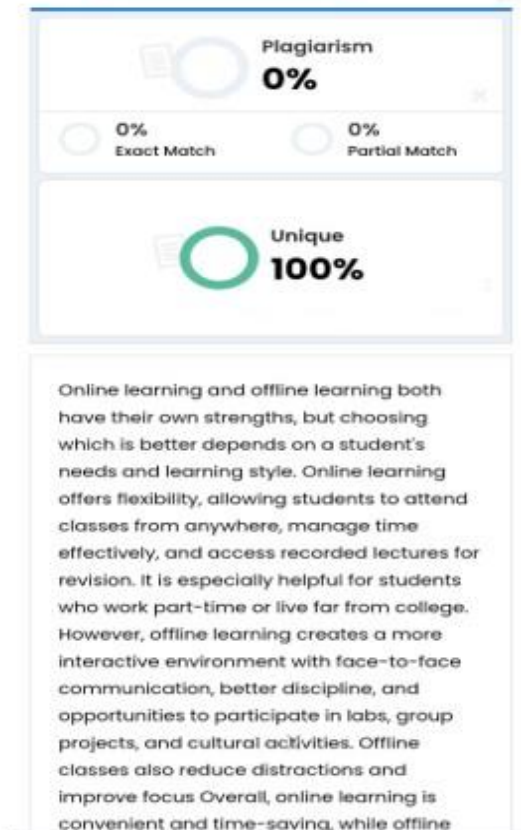 Plagiarism
0%
0%
Exact Match
0%
Partial Match
Unique
100%
Online learning and offline learning both
have their own strengths, but choosing
which is better depends on a student's
needs and learning style. Online learning
offers flexibility, allowing students to attend
classes from anywhere, manage time
effectively, and access recorded lectures for
revision. It is especially helpful for students
who work part-time or live far from college.
However, offline learning creates a more
interactive environment with face-to-face
communication, better discipline, and
opportunities to participate in labs, group
projects, and cultural activities. Offline
classes also reduce distractions and
improve focus Overall, online learning is
convenient and time-saving, while offline